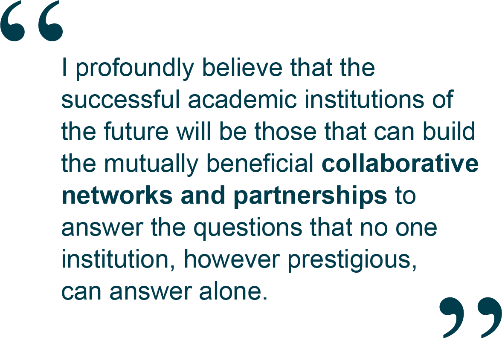 “
I profoundly believe that the
successful academic institutions of
the future will be those that can build
the mutually beneficial collaborative
networks and partnerships to
answer the questions that no one
institution, however prestigious,
can answer alone.
”